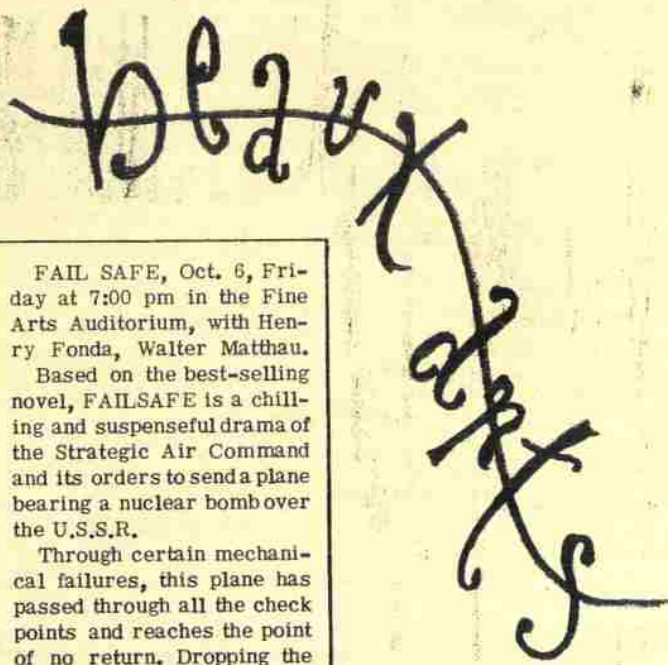 beaux
arts
FAIL SAFE, Oct. 6, Fri-
day at 7:00 pm in the Fine
Arts Auditorium, with Hen-
ry Fonda, Walter Matthau.
Based on the best-selling
novel, FAILSAFE is a chill-
ing and suspenseful drama of
the Strategic Air Command
and its orders to send a plane
bearing a nuclear bomb over
the U.S.S.R.
Through certain mechani-
cal failures, this plane has
passed through all the check
points and reaches the point
of no return. Dropping the